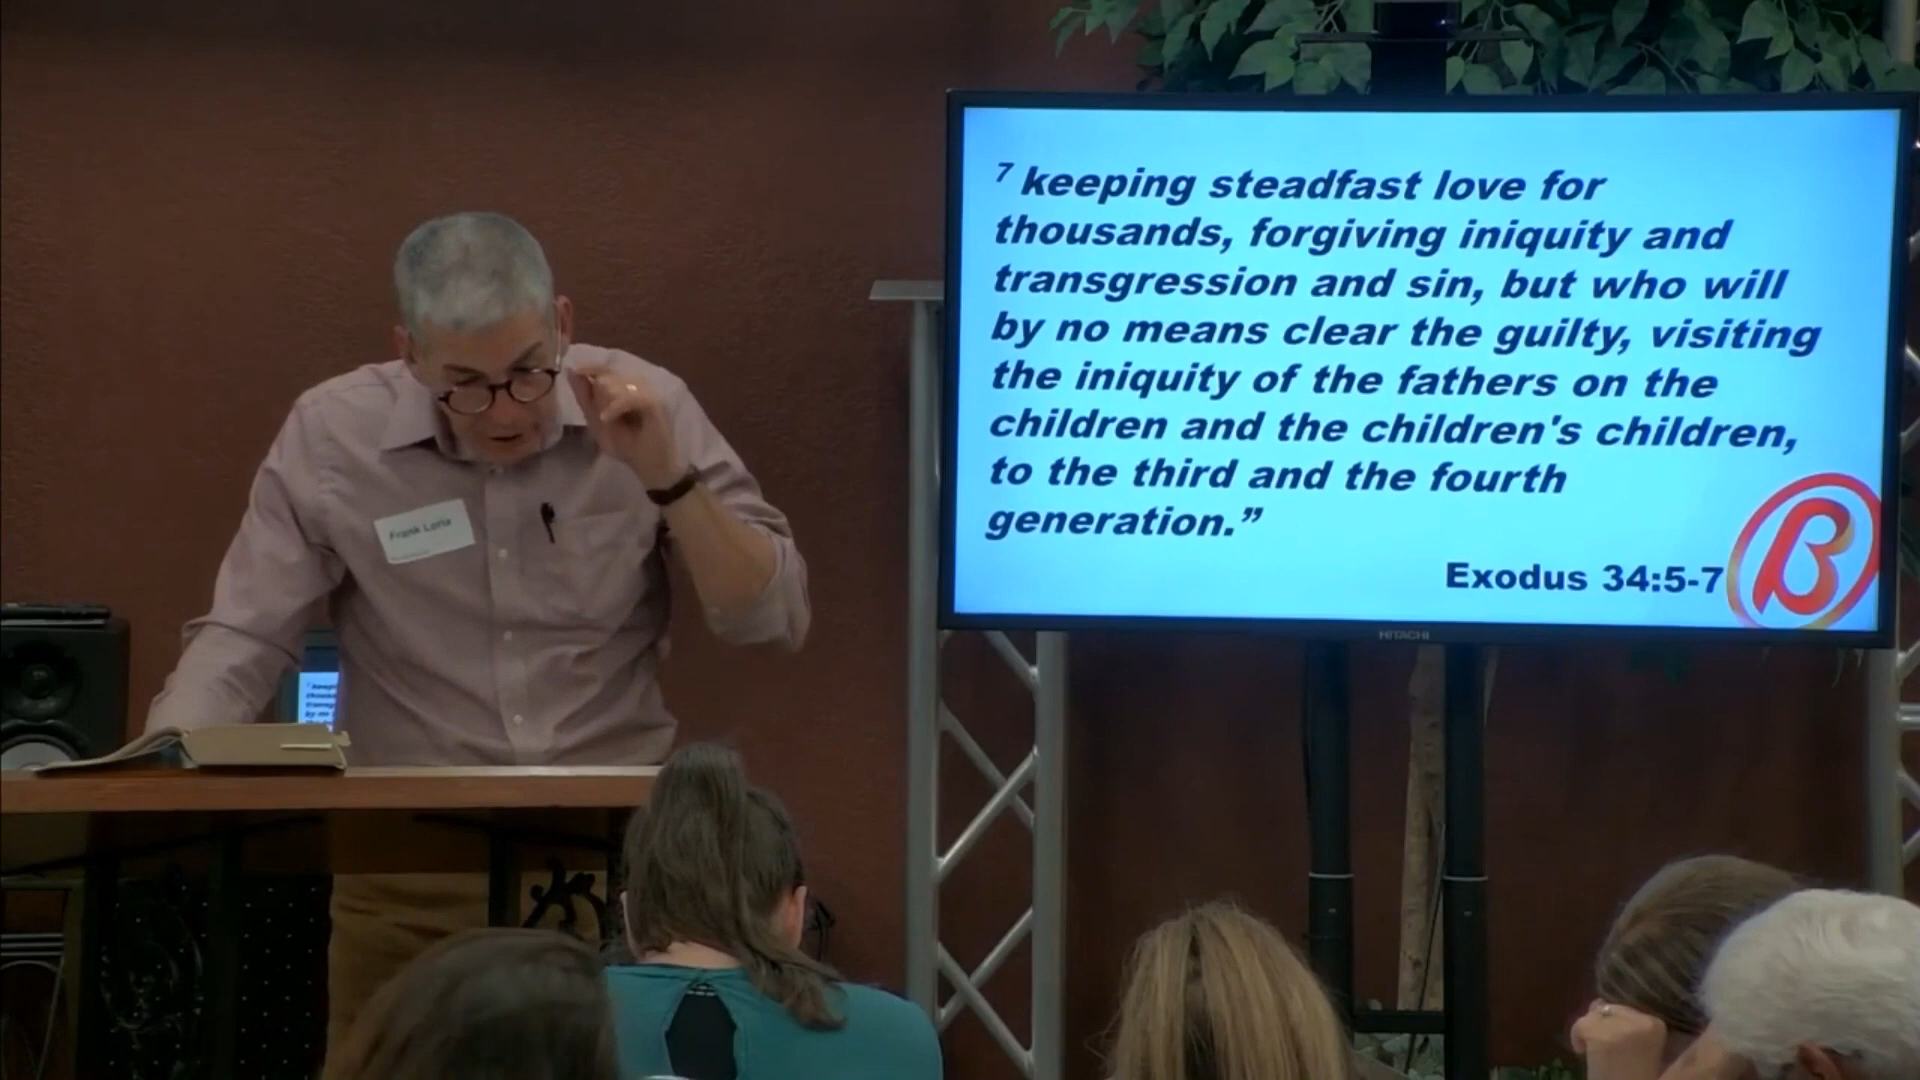 7 keeping steadfast love for
thousands, forgiving iniquity and
transgression and sin, but who will
by no means clear the guilty, visiting
the iniquity of the fathers on the
children and the children's children,
to the third and the fourth
generation.”
Exodus 34:5-7
HITACHI
Frank Loria